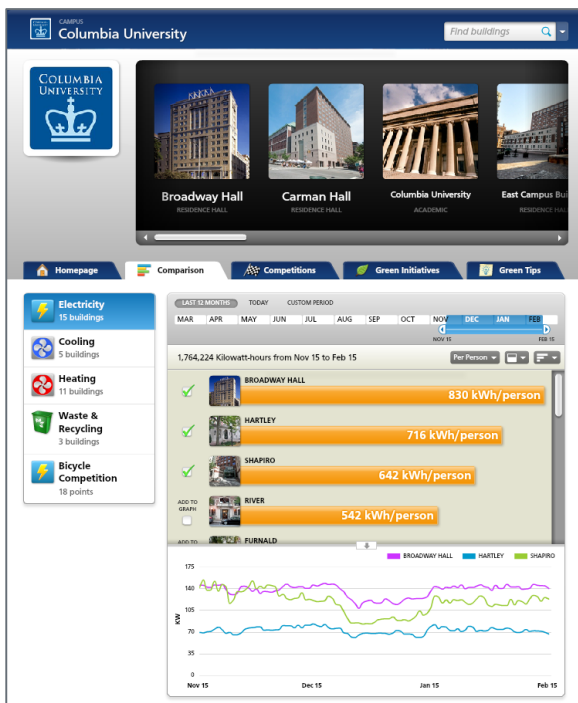 CAMPUS
Columbia University
Find buildings
COLUMBIA
UNIVERSITY
Broadway Hall
RESIDENCE HALL
Carman Hall
RESIDENCE HALL
Columbia University
ACADEMIC
East Campus Bui
RESIDENCE HALL
Homepage
Comparison
Competitions
Green Initiatives
Green Tips
Electricity
15 buildings
Cooling
5 buildings
Heating
11 buildings
Waste &
Recycling
3 buildings
Bicycle
Competition
18 points
LAST 12 MONTHS TODAY CUSTOM PERIOD
MAR APR MAY JUN JUL AUG SEP OCT NOV DEC JAN FEB
NOV 15 FEB 15
1,764,224 Kilowatt-hours from Nov 15 to Feb 15
Per Person
BROADWAY HALL
830 kWh/person
HARTLEY
716 kWh/person
SHAPIRO
642 kWh/person
ADD TO
GRAPH
RIVER
542 kWh/person
ADD TO
FURNALD
BROADWAY HALL HARTLEY SHAPIRO
KW
175
140
105
70
35
0
Nov 15 Dec 15 Jan 15 Feb 15